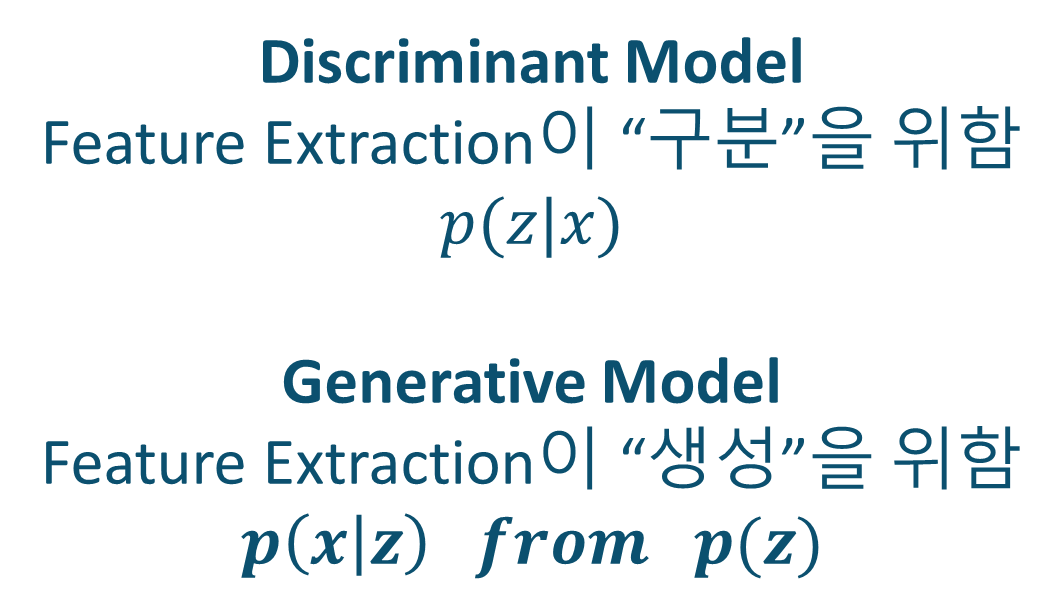 Discriminant Model
Feature Extraction이 “구분”을 위함
p(z|x)
Generative Model
Feature Extraction이 “생성”을 위함
p(x|z) from p(z)